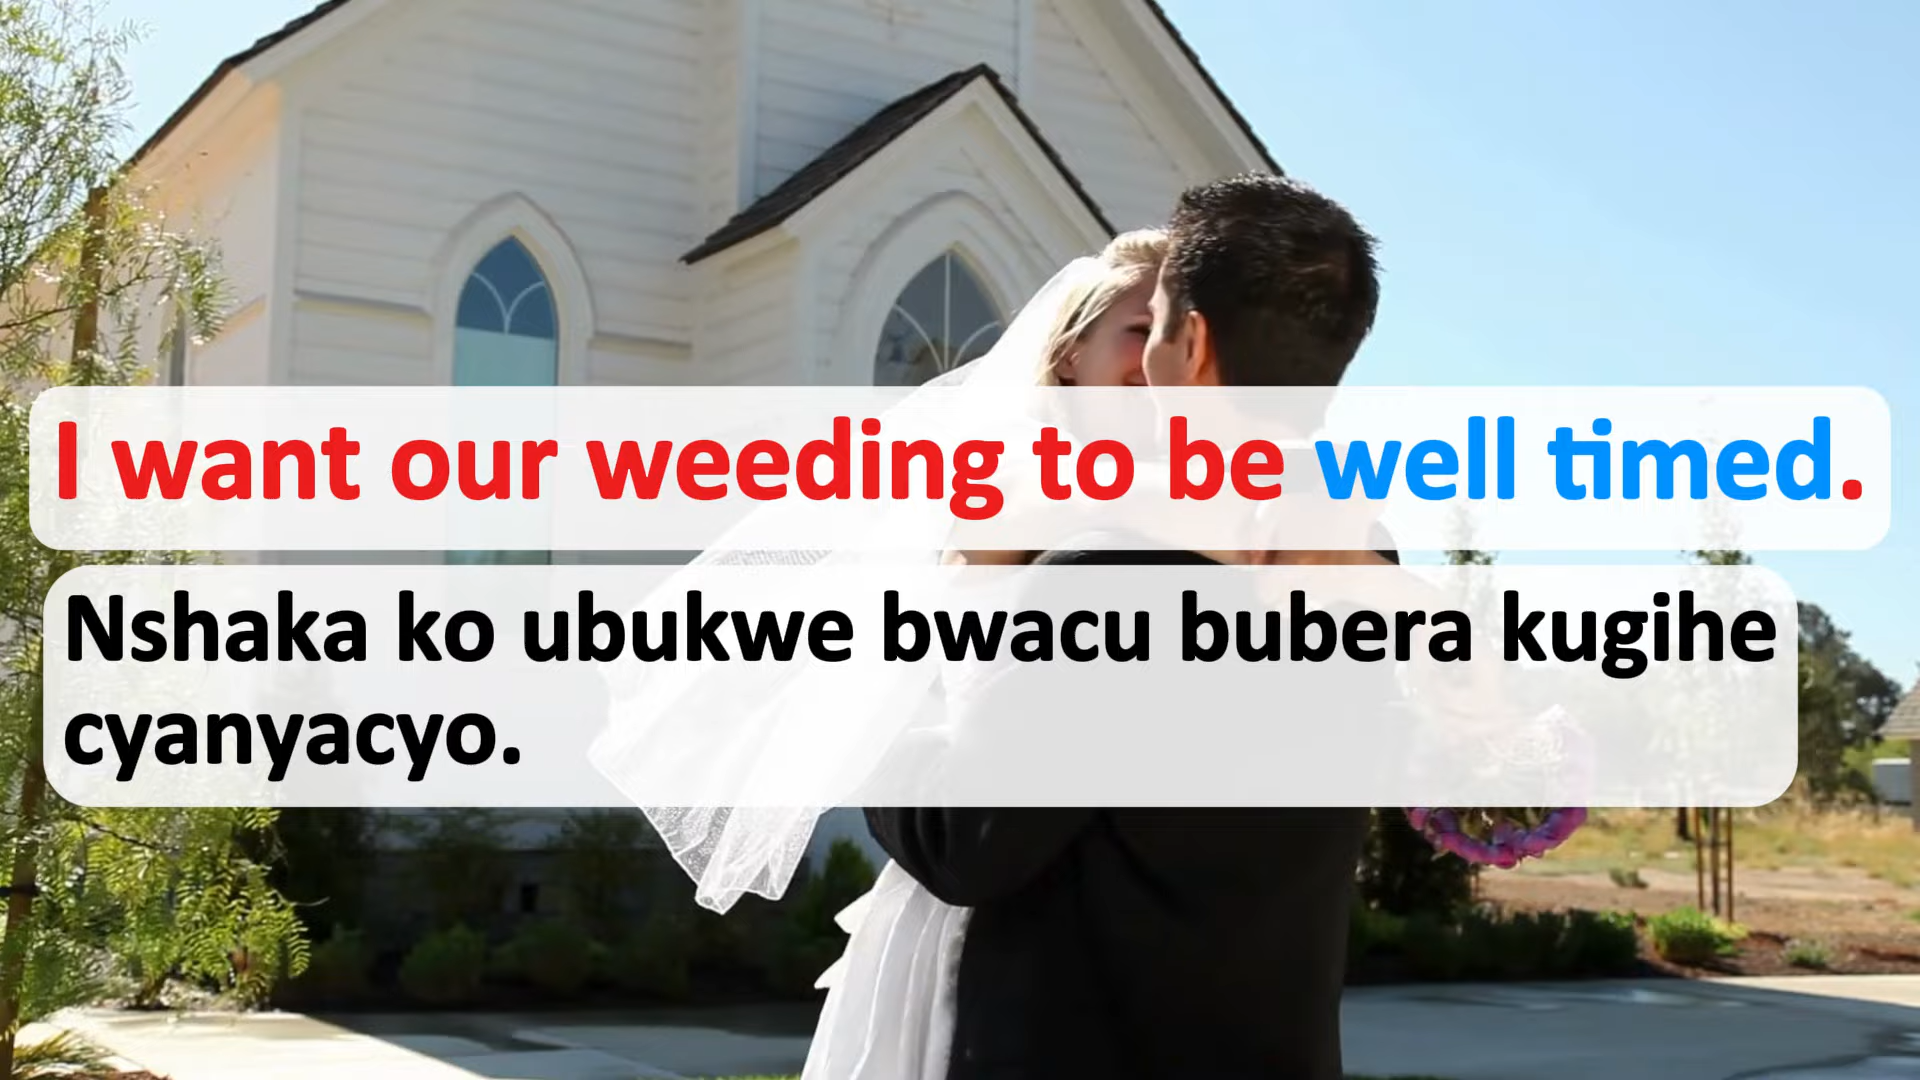 I want our weeding to be well timed.
Nshaka ko ubukwe bwacu bubera kugihe
cyanyacyo.